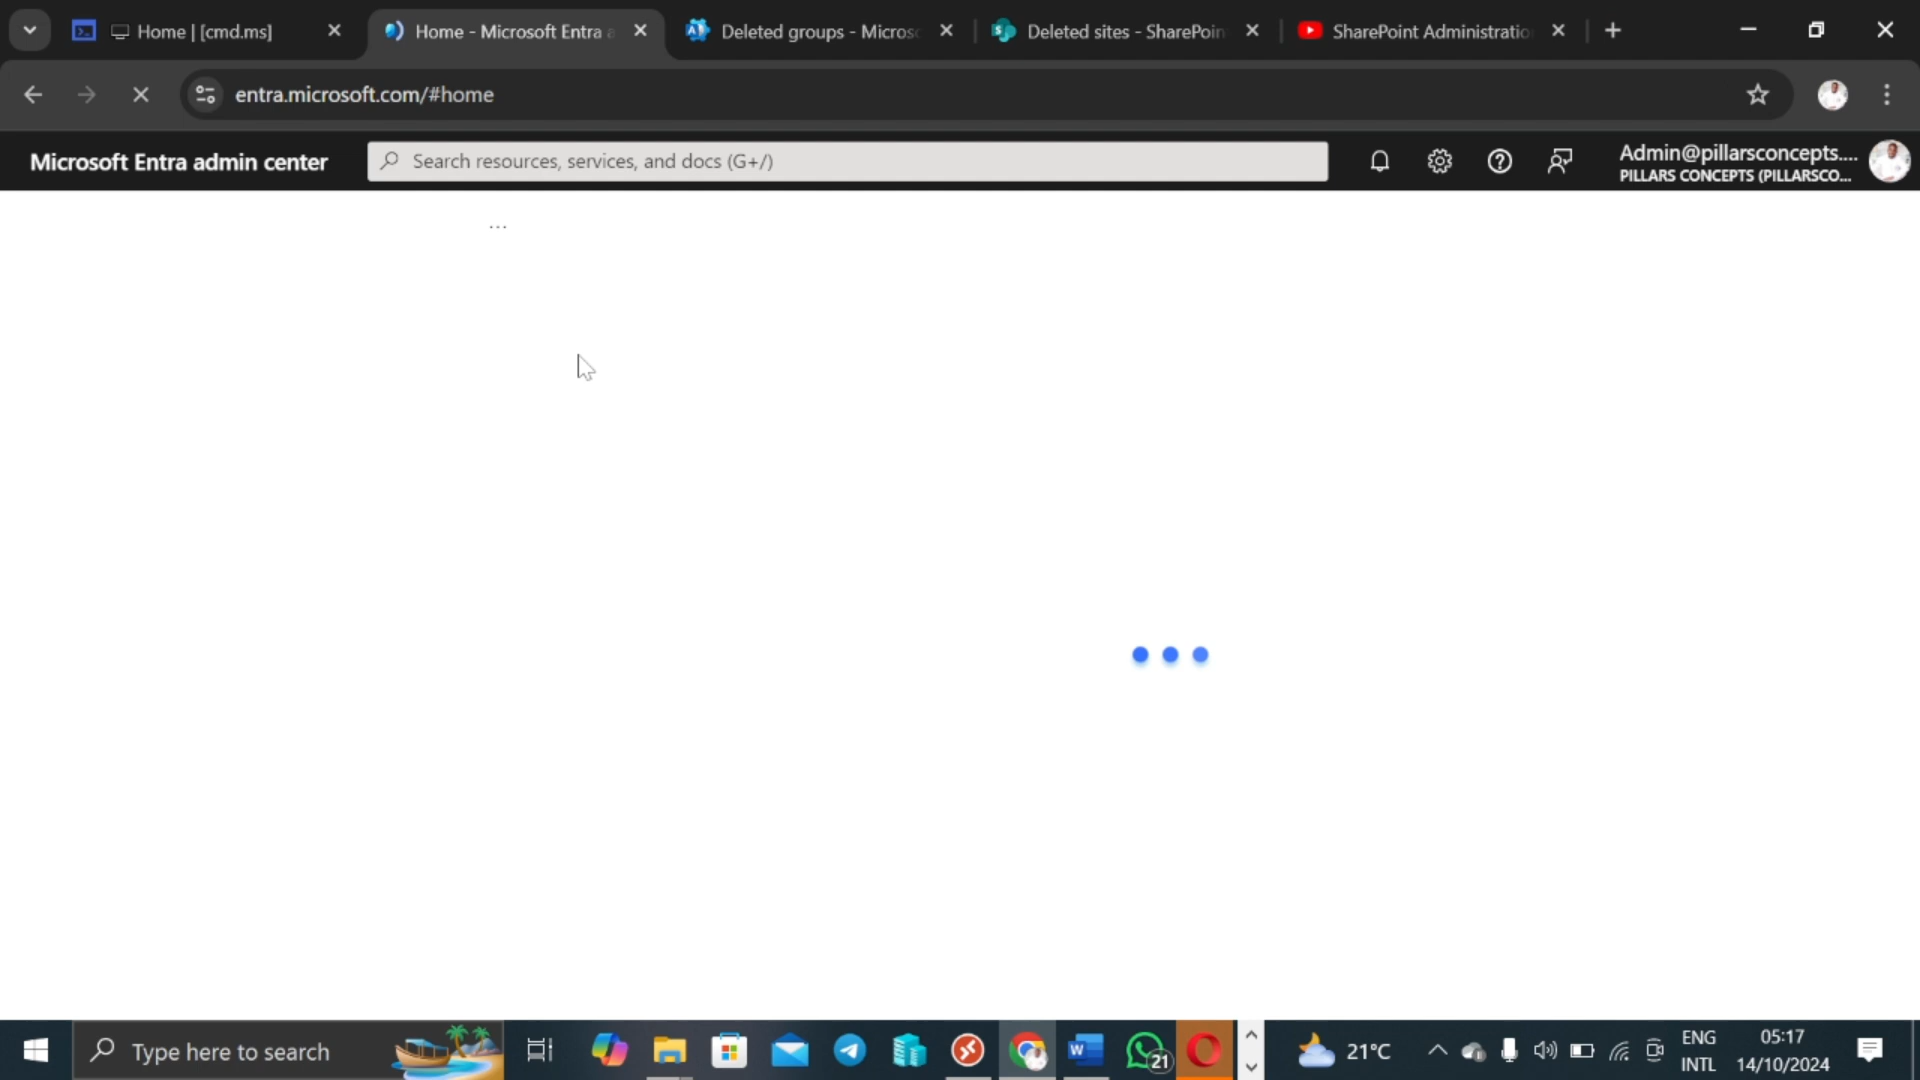 Home | [cmd.ms]
Home - Microsoft Entra a
Deleted groups - Microso
Deleted sites - SharePoin
SharePoint Administratio
entra.microsoft.com/#home
Microsoft Entra admin center
Search resources, services, and docs (G+/)
Admin@pillarsconcepts....
PILLARS CONCEPTS (PILLARSCO...
...
Type here to search
21
21°C
ENG
INTL
05:17
14/10/2024